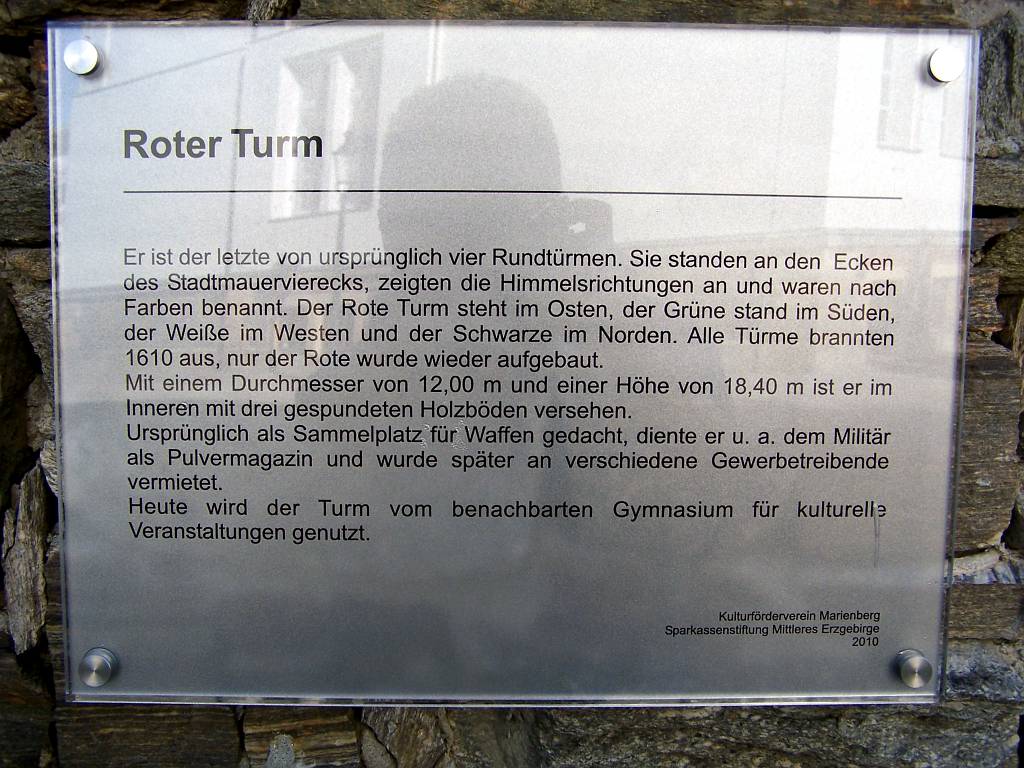 Roter Turm
Er ist der letzte von ursprünglich vier Rundtürmen. Sie standen an den Ecken
des Stadtmauervierecks, zeigten die Himmelsrichtungen an und waren nach
Farben benannt. Der Rote Turm steht im Osten, der Grüne stand im Süden,
der Weiße im Westen und der Schwarze im Norden. Alle Türme brannten
1610 aus, nur der Rote wurde wieder aufgebaut.
Mit einem Durchmesser von 12,00 m und einer Höhe von 18,40 m ist er im
Inneren mit drei gespundeten Holzböden versehen.
Ursprünglich als Sammelplatz für Waffen gedacht, diente er u. a. dem Militär
als Pulvermagazin und wurde später an verschiedene Gewerbetreibende
vermietet.
Heute wird der Turm vom benachbarten Gymnasium für kulturelle
Veranstaltungen genutzt.
Kulturförderverein Marienberg
Sparkassenstiftung Mittleres Erzgebirge
2010